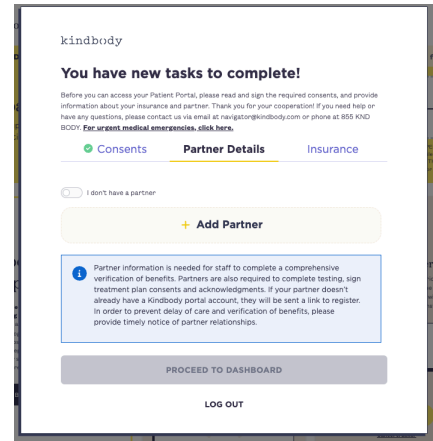 kindbody
You have new tasks to complete!
Before you can access your Patient Portal, please read and sign the required consents, and provide
information about your insurance and partner. Thank you for your cooperation! If you need help or
have any questions, please contact us via email at navigator@kindbody.com or phone at 855 KND
BODY. For urgent medical emergencies, click here.
Consents Partner Details Insurance
I don't have a partner
+ Add Partner
Partner information is needed for staff to complete a comprehensive
verification of benefits. Partners are also required to complete testing, sign
treatment plan consents and acknowledgments. If your partner doesn't
already have a Kindbody portal account, they will be sent a link to register.
In order to prevent delay of care and verification of benefits, please
provide timely notice of partner relationships.
PROCEED TO DASHBOARD
LOG OUT